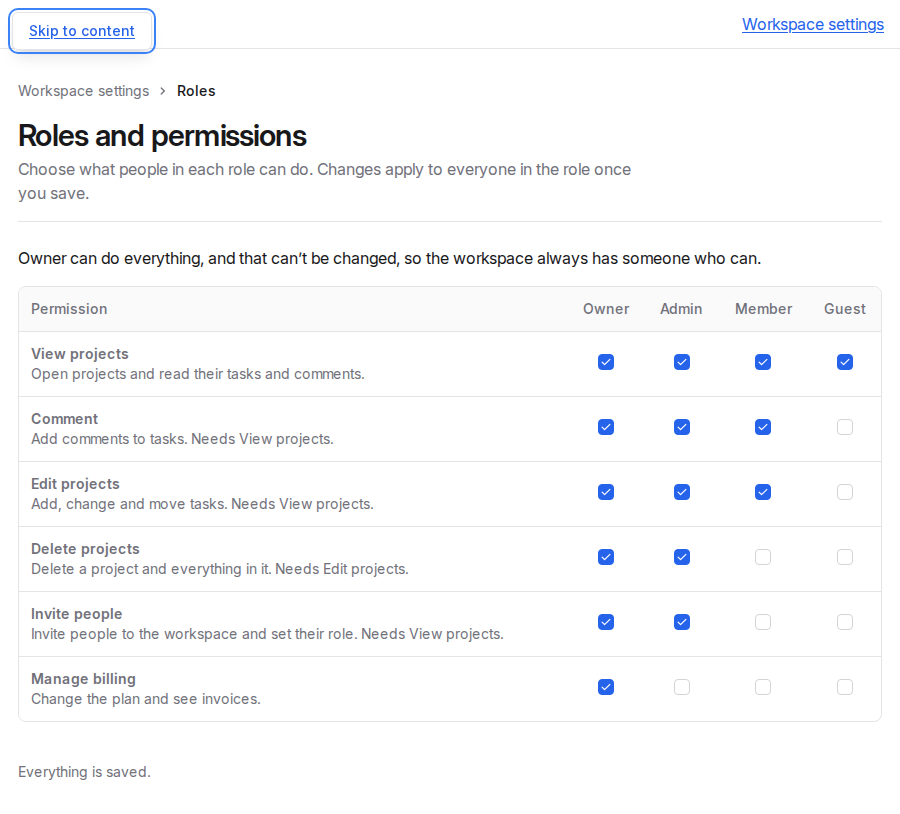 Skip to content
Workspace settings
Workspace settings > Roles
Roles and permissions
Choose what people in each role can do. Changes apply to everyone in the role once
you save.
Owner can do everything, and that can’t be changed, so the workspace always has someone who can.
Permission Owner Admin Member Guest
View projects
Open projects and read their tasks and comments.
Comment
Add comments to tasks. Needs View projects.
Edit projects
Add, change and move tasks. Needs View projects.
Delete projects
Delete a project and everything in it. Needs Edit projects.
Invite people
Invite people to the workspace and set their role. Needs View projects.
Manage billing
Change the plan and see invoices.
Everything is saved.